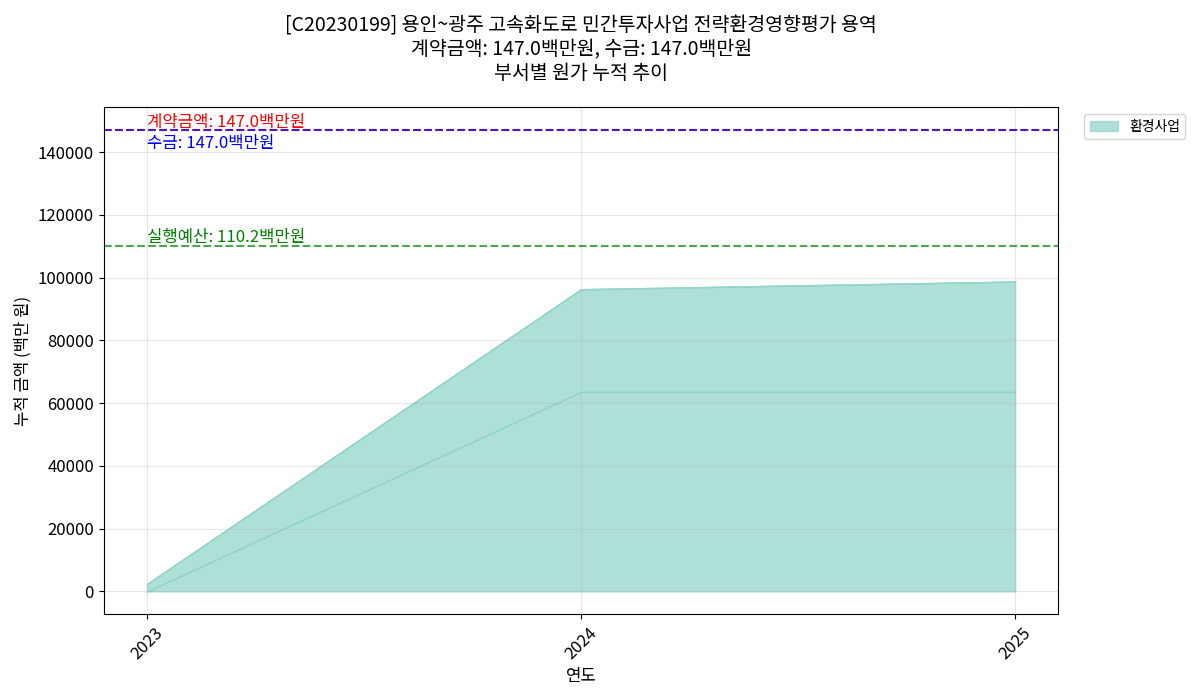 [C20230199] 용인~광주 고속화도로 민간투자사업 전략환경영향평가 용역
계약금액: 147.0백만원, 수금: 147.0백만원
부서별 원가 누적 추이
계약금액: 147.0백만원
수금: 147.0백만원
실행예산: 110.2백만원
환경사업
140000
120000
100000
80000
60000
40000
20000
0
누적 금액 (백만 원)
2023
2024
2025
연도